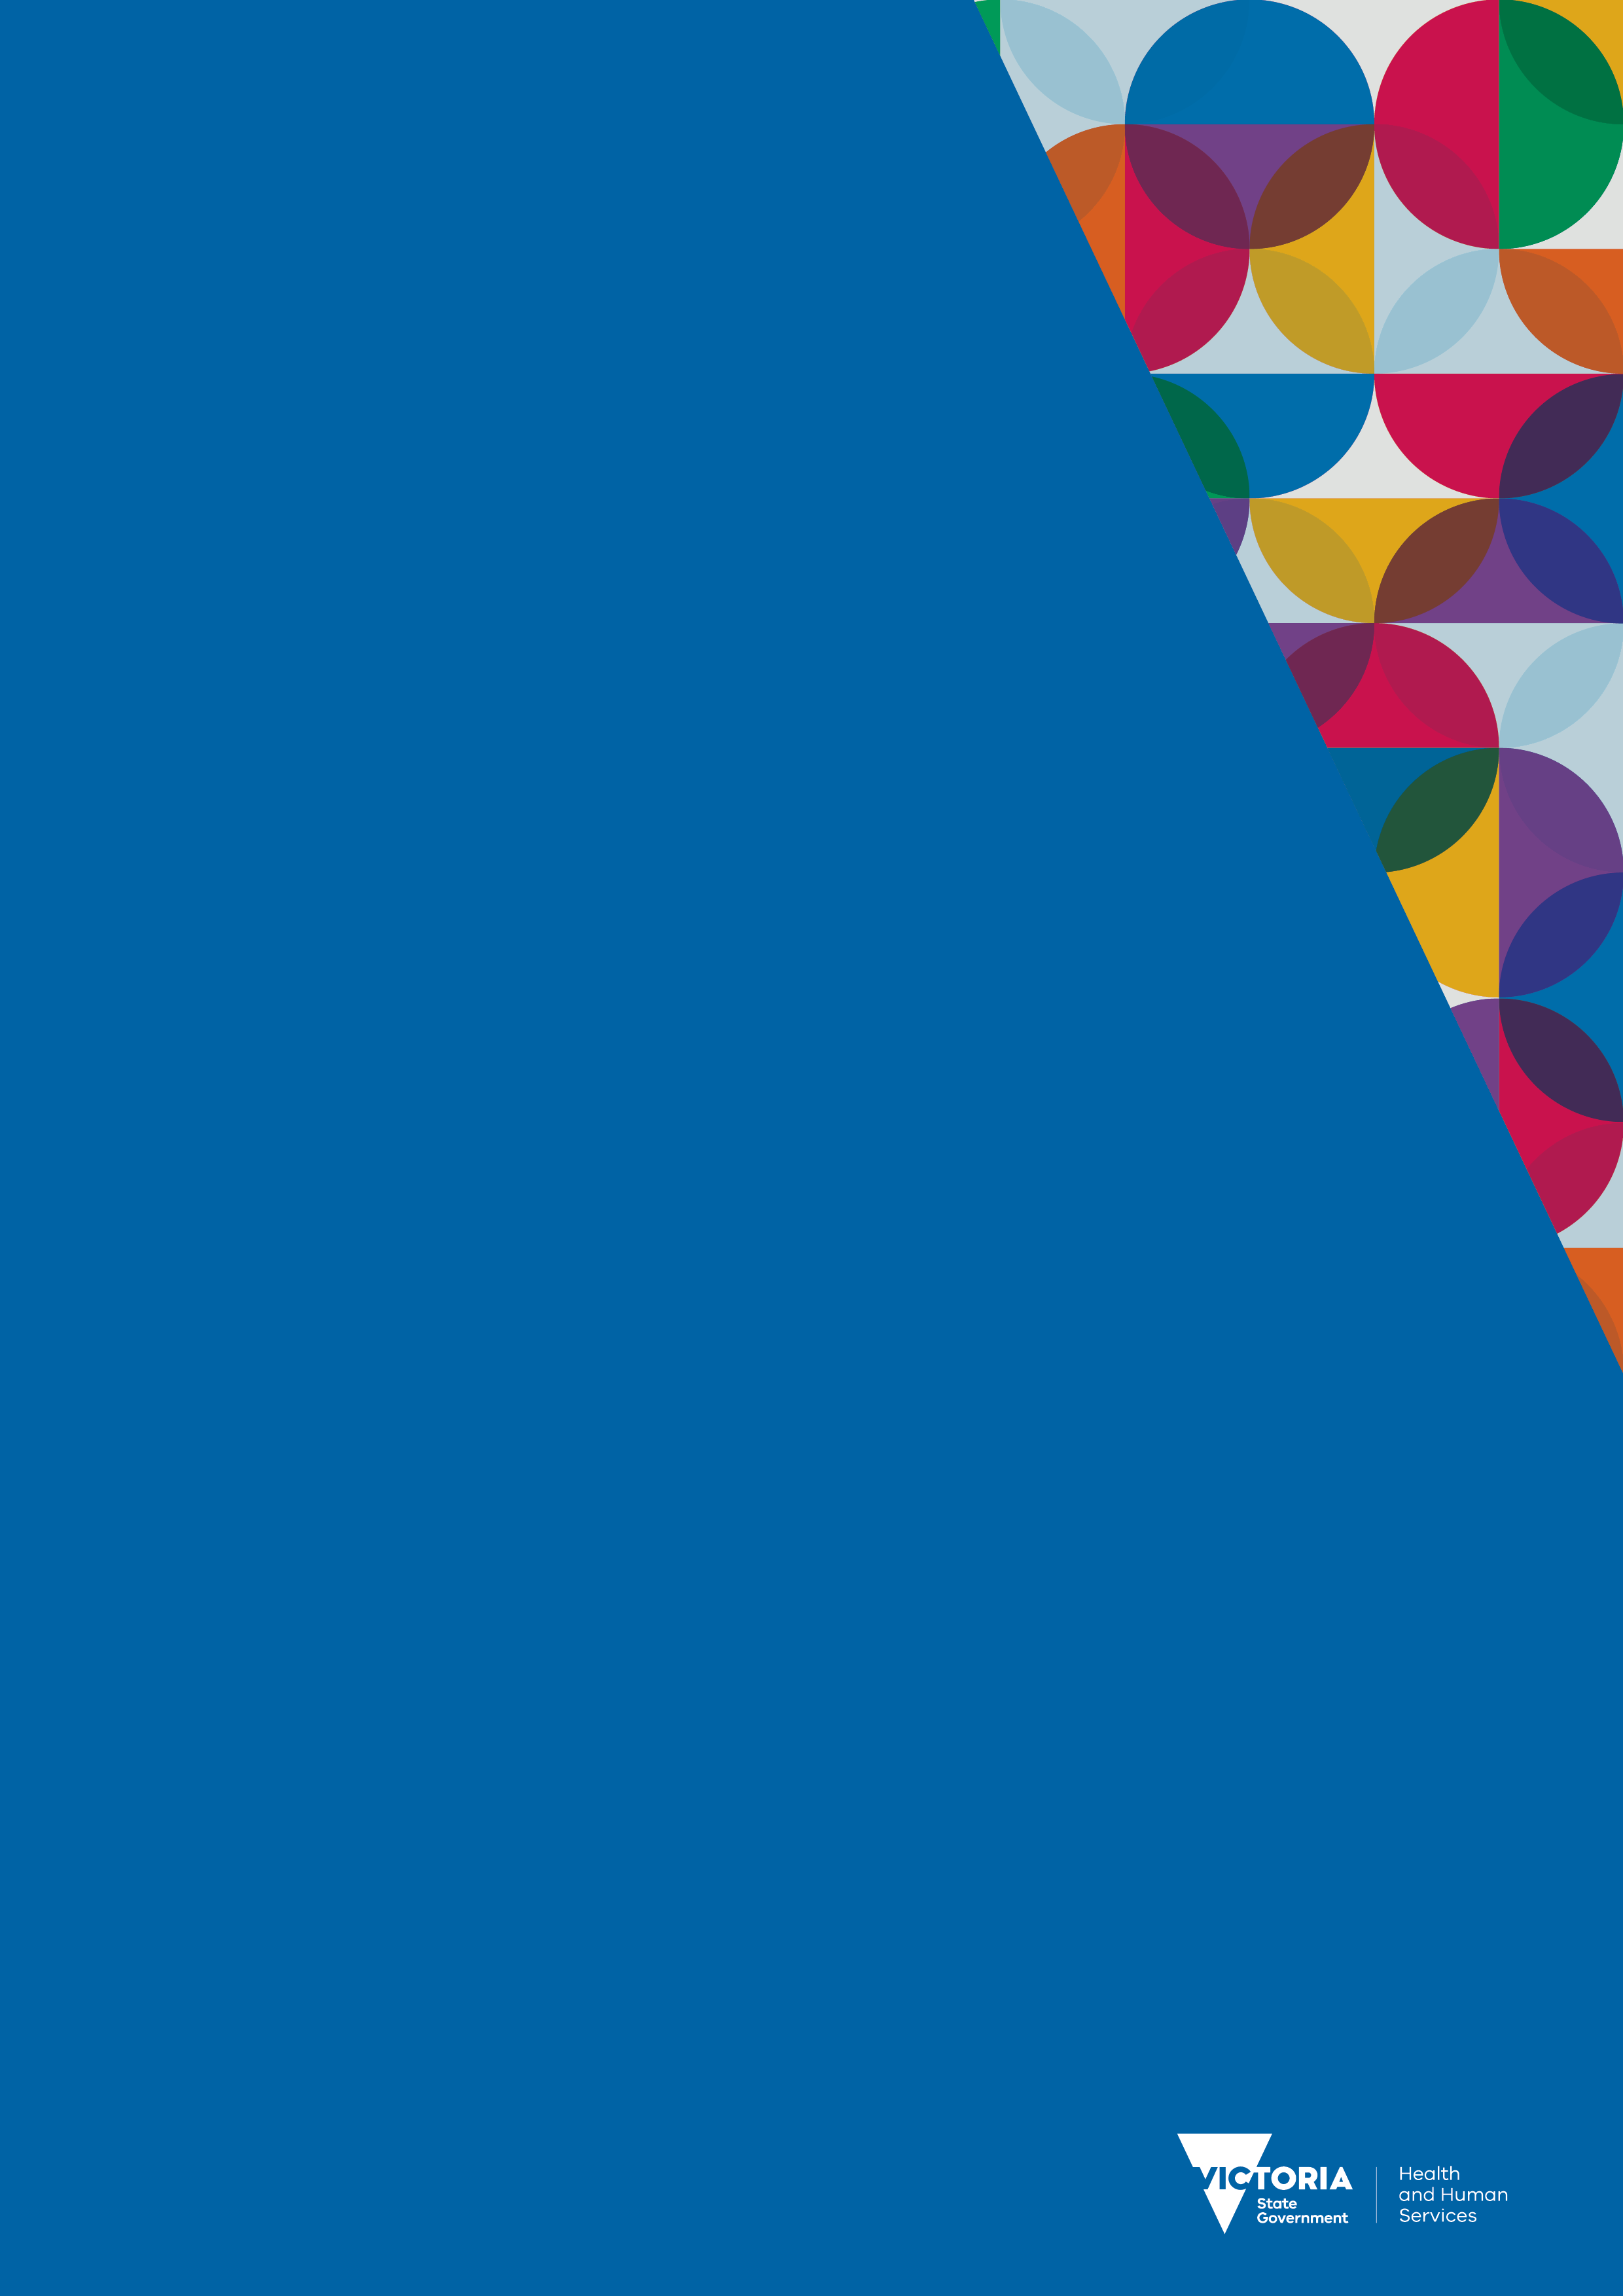 VICTORIA
State
Government
Health
and Human
Services